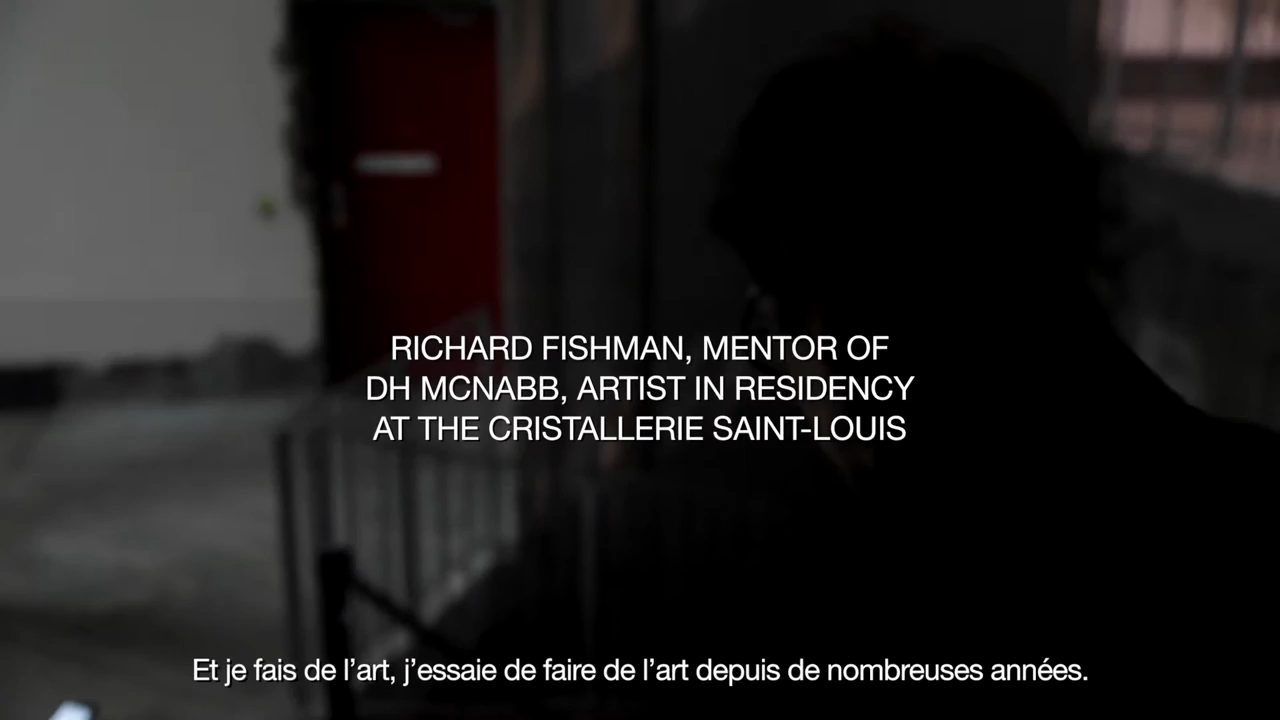 RICHARD FISHMAN, MENTOR OF
DH MCNABB, ARTIST IN RESIDENCY
AT THE CRISTALLERIE SAINT-LOUIS
Et je fais de l’art, j’essaie de faire de l’art depuis de nombreuses années.